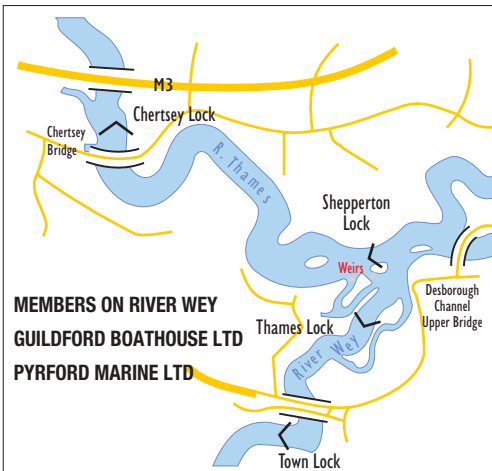 M3
Chertsey Lock
Chertsey
Bridge
R. Thames
Shepperton
Lock
Weirs
Desborough
Channel
Upper Bridge
MEMBERS ON RIVER WEY
GUILDFORD BOATHOUSE LTD
PYRFORD MARINE LTD
Thames Lock
River Wey
Town Lock